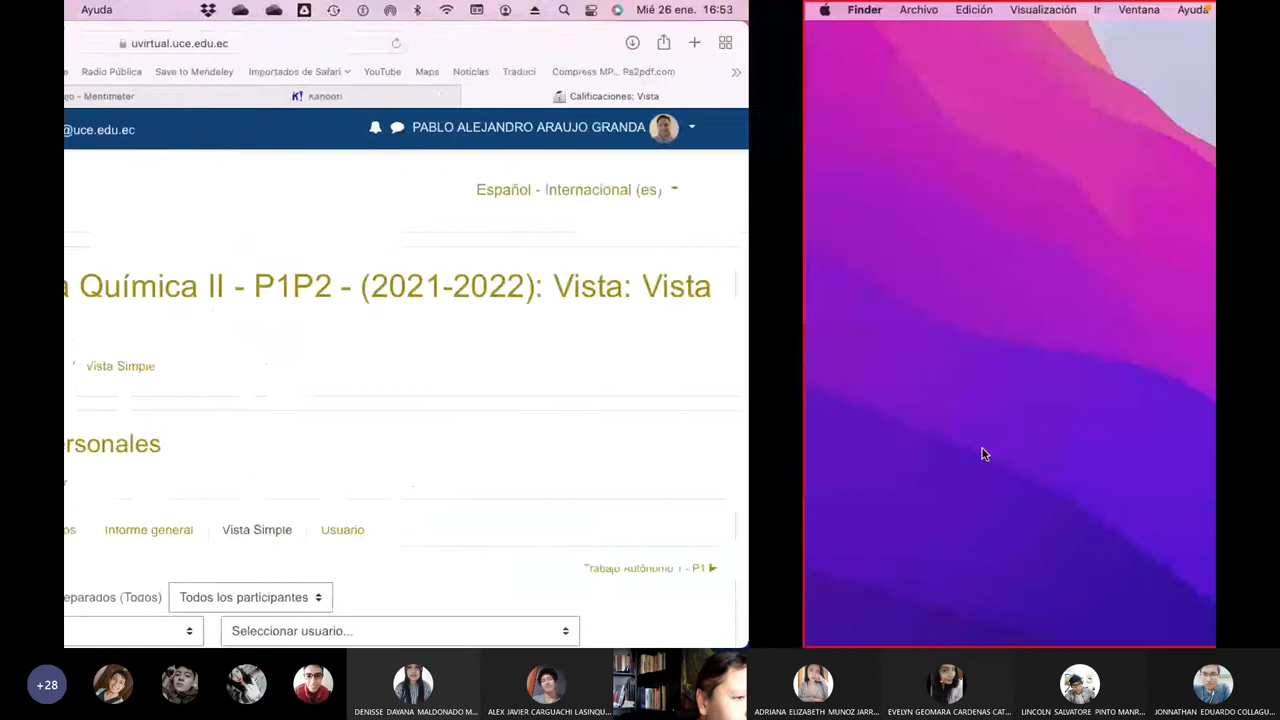 Ayuda
Mié 26 ene. 16:53
Finder Archivo Edición Visualización Ir Ventana Ayuda
uvirtual.uce.edu.ec
Radio Pública Save to Mendeley Importados de Safari YouTube Maps Noticias Traduci Compress MP... Ps2pdf.com
jo - Mentimeter
K! Kahoot!
Calificaciones: Vista
@uce.edu.ec
PABLO ALEJANDRO ARAUJO GRANDA
Español - Internacional (es)
a Química II - P1P2 - (2021-2022): Vista: Vista
/ Vista Simple
ersonales
os Informe general Vista Simple Usuario
Trabajo Autónomo 1 - P1
eparados (Todos) Todos los participantes
Seleccionar usuario...
+28
DENISSE DAYANA MALDONADO M...
ALEX JAVIER CARGUACHI LASINQU...
ADRIANA ELIZABETH MUNOZ JARR...
EVELYN GEOMARA CARDENAS CAT...
LINCOLN SALVATORE PINTO MANR...
JONNATHAN EDUARDO COLLAGU...